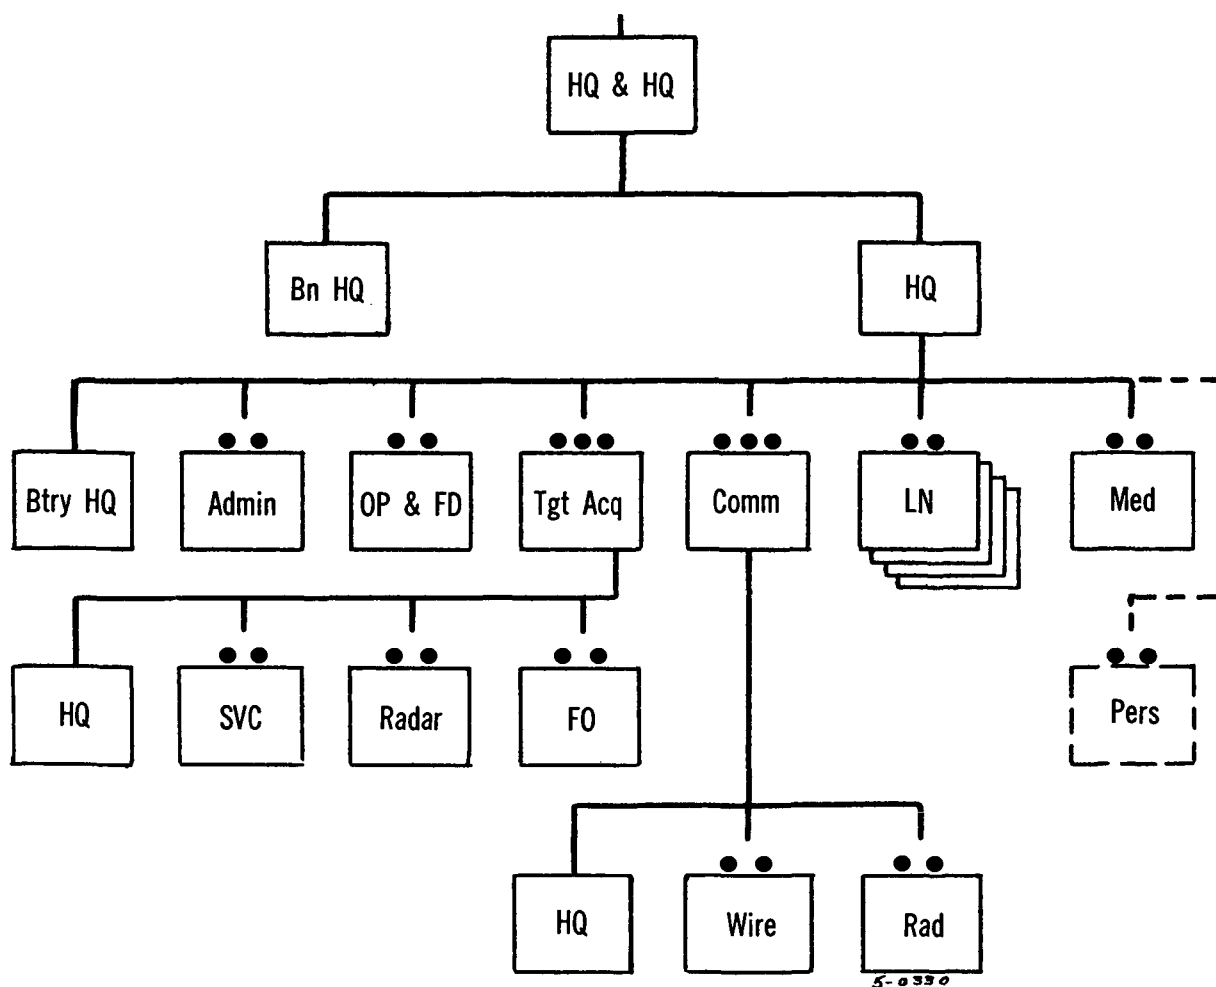 HQ & HQ
Bn HQ
HQ
Btry HQ
Admin
OP & FD
Tgt Acq
Comm
LN
Med
HQ
SVC
Radar
FO
Pers
HQ
Wire
Rad
5-0330